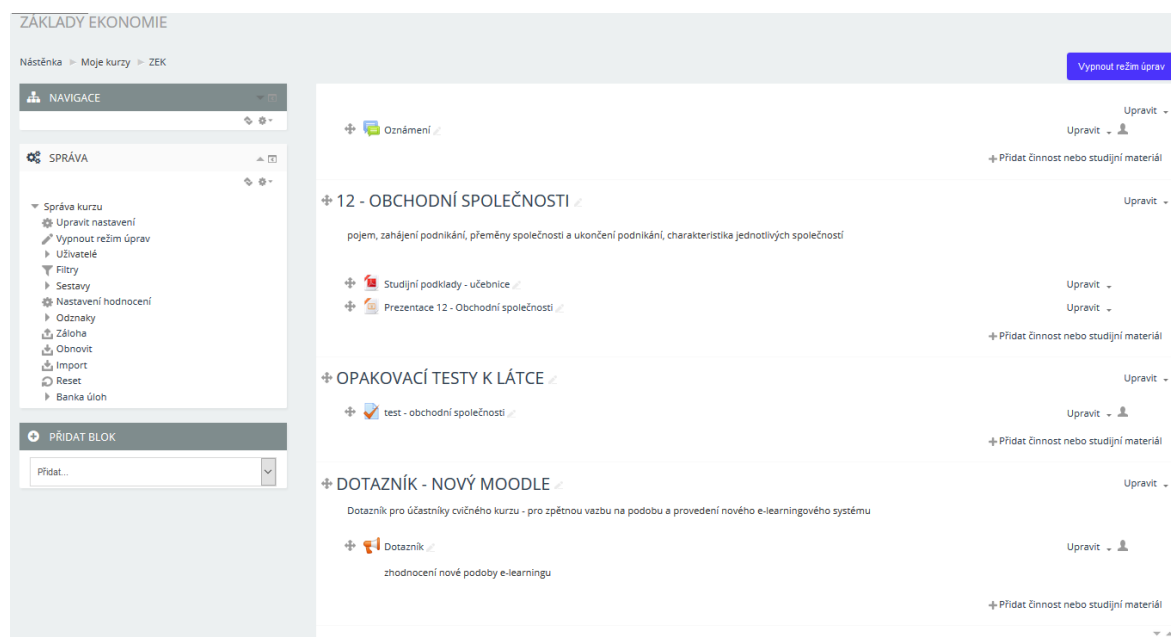 ZÁKLADY EKONOMIE
Nástěnka ► Moje kurzy ► ZEK
Vypnout režim úprav
NAVIGACE
SPRÁVA
Správa kurzu
Upravit nastavení
Vypnout režim úprav
Uživatelé
Filtry
Sestavy
Nastavení hodnocení
Odznaky
Záloha
Obnovit
Import
Reset
Banka úloh
PŘIDAT BLOK
Přidat...
Upravit
Oznámení
Upravit
Přidat činnost nebo studijní materiál
12 - OBCHODNÍ SPOLEČNOSTI
Upravit
pojem, zahájení podnikání, přeměny společnosti a ukončení podnikání, charakteristika jednotlivých společností
Studijní podklady - učebnice
Upravit
Prezentace 12 - Obchodní společnosti
Upravit
Přidat činnost nebo studijní materiál
OPAKOVACÍ TESTY K LÁTCE
Upravit
test - obchodní společnosti
Upravit
Přidat činnost nebo studijní materiál
DOTAZNÍK - NOVÝ MOODLE
Upravit
Dotazník pro účastníky cvičného kurzu - pro zpětnou vazbu na podobu a provedení nového e-learningového systému
Dotazník
Upravit
zhodnocení nové podoby e-learningu
Přidat činnost nebo studijní materiál